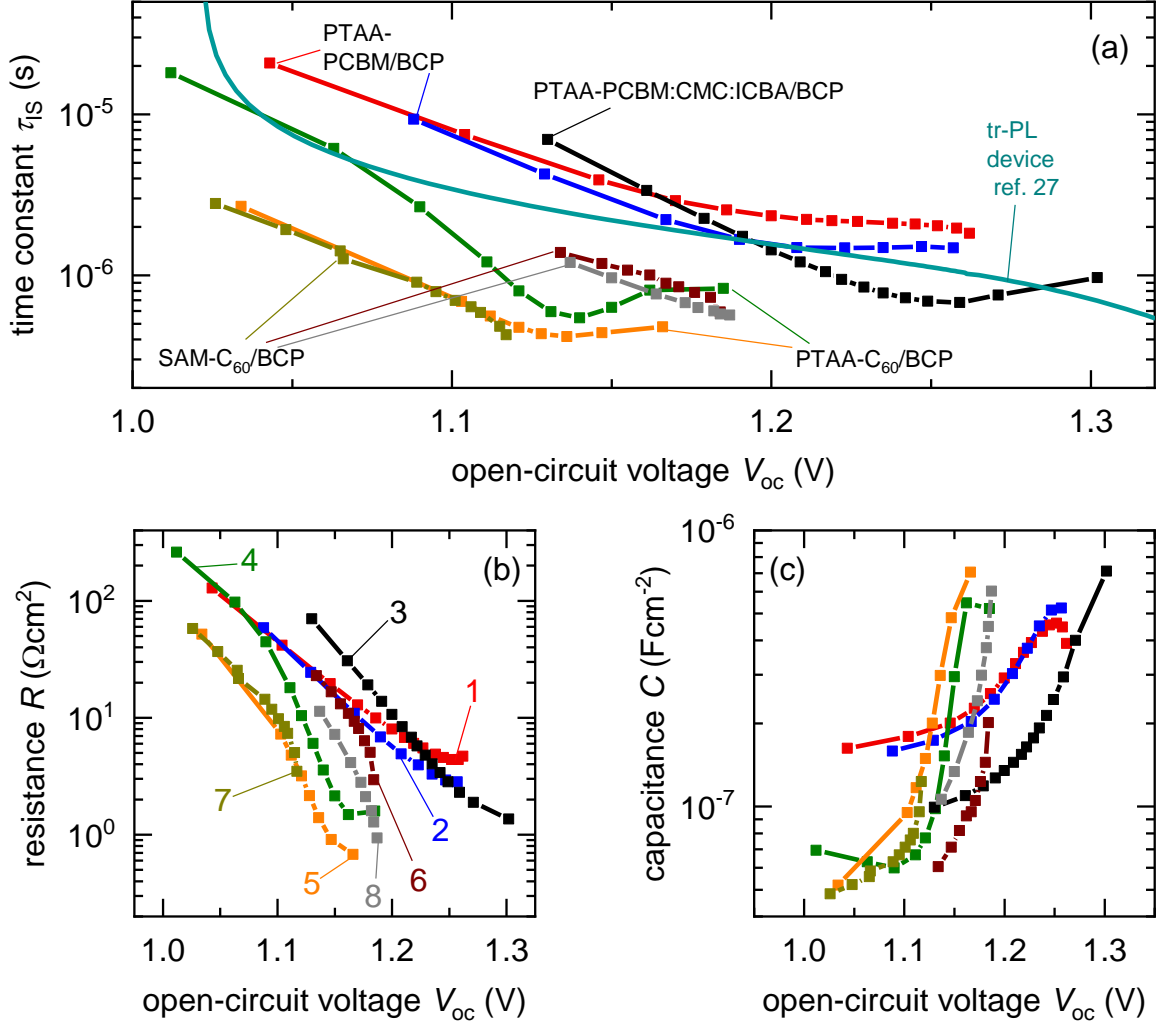 (a)
time constant τIS (s)
10-5
10-6
PTAA-
PCBM/BCP
PTAA-PCBM:CMC:ICBA/BCP
tr-PL
device
ref. 27
SAM-C60/BCP
PTAA-C60/BCP
1.0 1.1 1.2 1.3
open-circuit voltage Voc (V)
(b)
resistance R (Ωcm2)
102
101
100
4
3
1
7
2
5
6
8
1.0 1.1 1.2 1.3
open-circuit voltage Voc (V)
(c)
capacitance C (Fcm-2)
10-6
10-7
1.0 1.1 1.2 1.3
open-circuit voltage Voc (V)